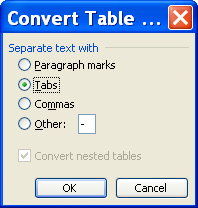 Convert Table ...
Separate text with
Paragraph marks
Tabs
Commas
Other: -
Convert nested tables
OK Cancel